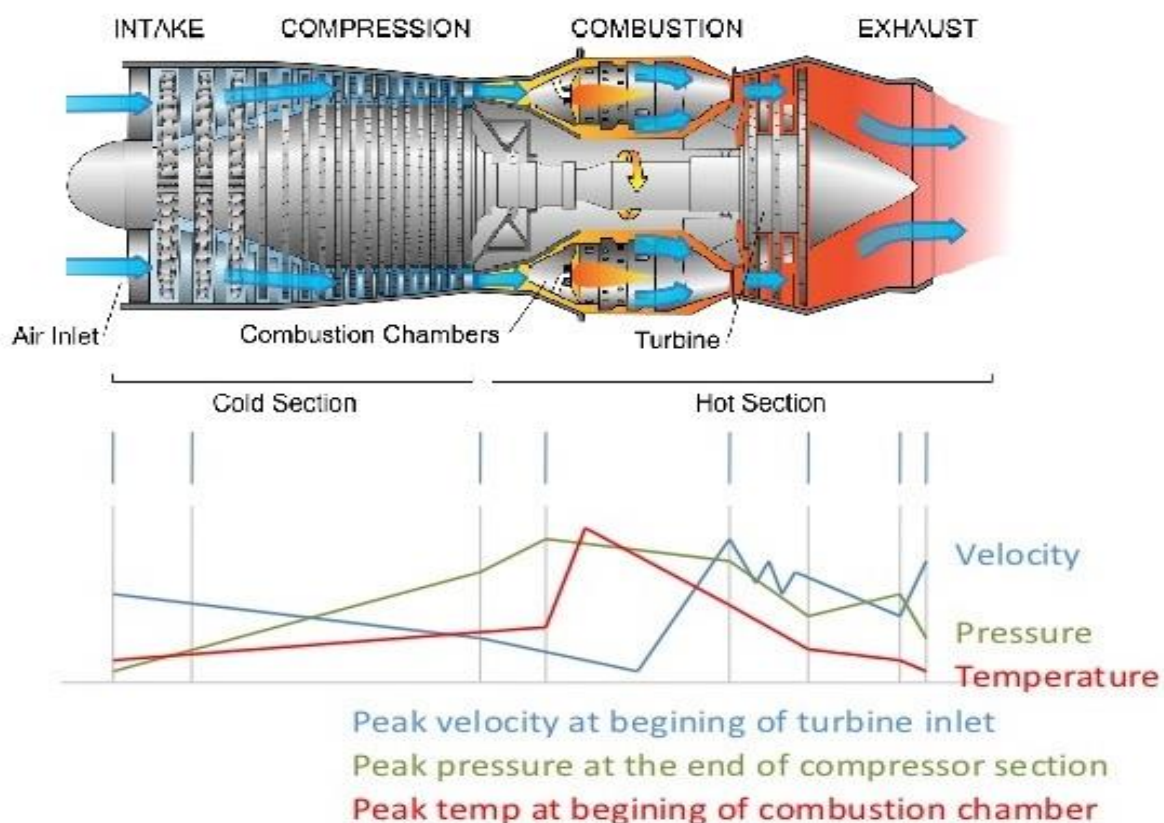 INTAKE COMPRESSION COMBUSTION EXHAUST
Air Inlet
Combustion Chambers
Turbine
Cold Section
Hot Section
Velocity
Pressure
Temperature
Peak velocity at begining of turbine inlet
Peak pressure at the end of compressor section
Peak temp at begining of combustion chamber